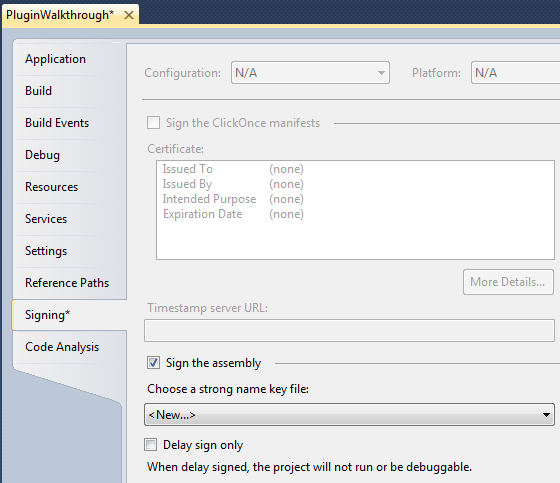 PluginWalkthrough*
Application
Build
Build Events
Debug
Resources
Services
Settings
Reference Paths
Signing*
Code Analysis
Configuration: N/A Platform: N/A
Sign the ClickOnce manifests
Certificate:
Issued To (none)
Issued By (none)
Intended Purpose (none)
Expiration Date (none)
More Details...
Timestamp server URL:
Sign the assembly
Choose a strong name key file:
<New...>
Delay sign only
When delay signed, the project will not run or be debuggable.